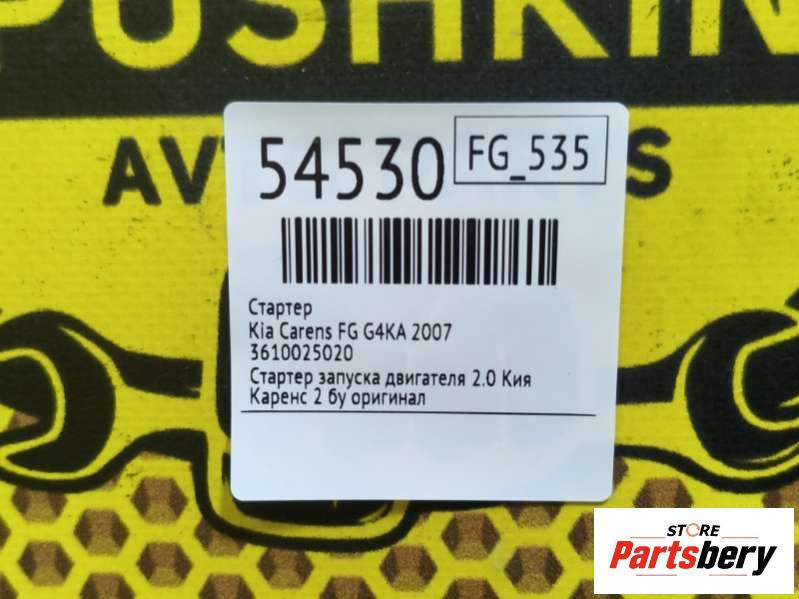 PUSHKIN
54530
FG_535
Стартер
Kia Carens FG G4KA 2007
3610025020
Стартер запуска двигателя 2.0 Кия
Каренс 2 бу оригинал
STORE
Partsbery